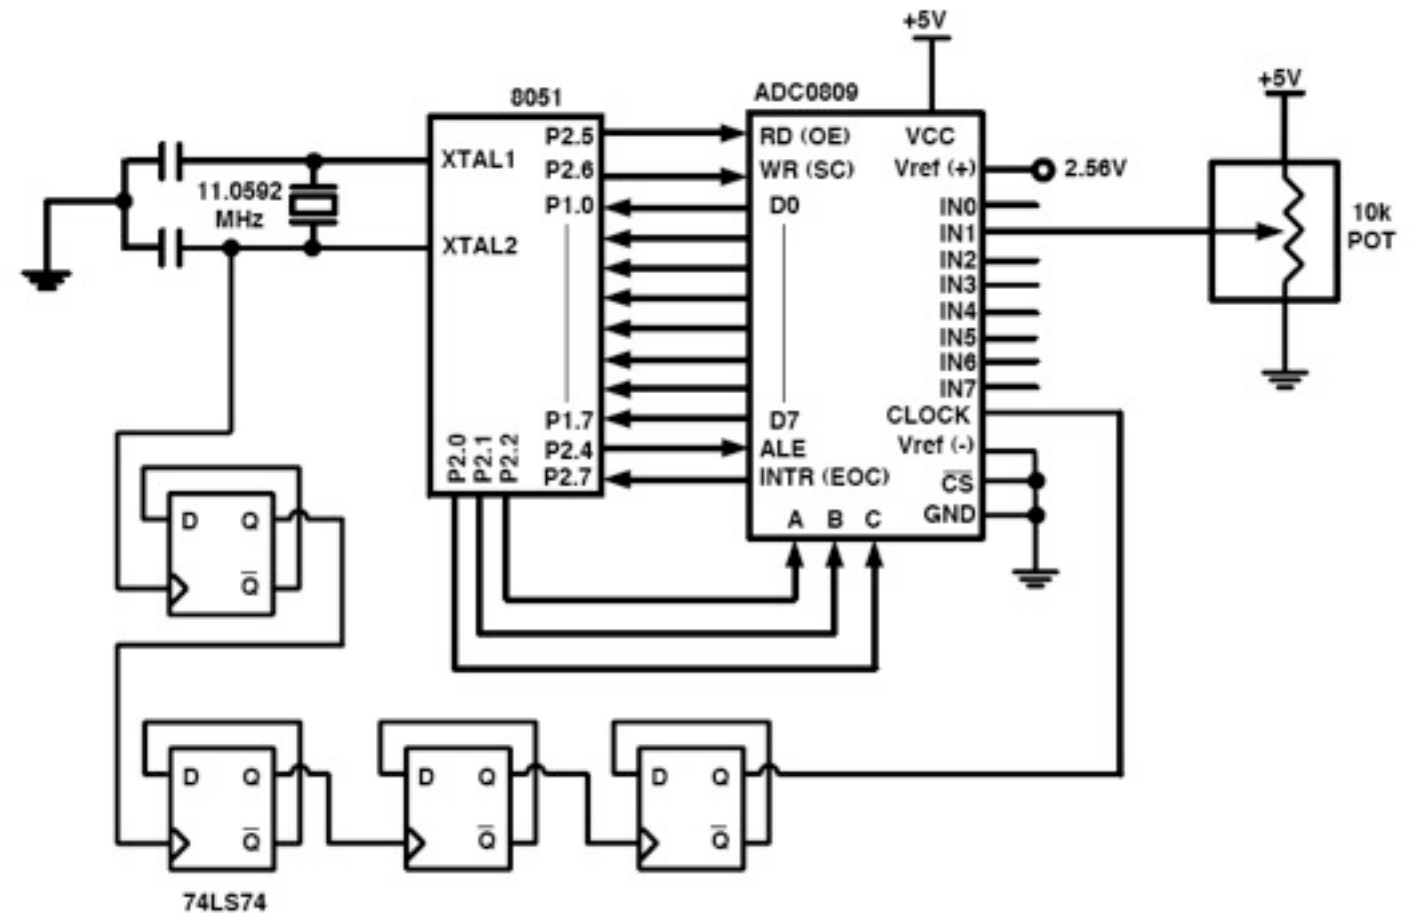 +5V
8051
ADC0809
+5V
XTAL1
P2.5
RD (OE)
VCC
P2.6
WR (SC)
Vref (+)
2.56V
11.0592
MHz
P1.0
D0
IN0
IN1
10k
POT
XTAL2
IN2
IN3
IN4
IN5
IN6
IN7
P1.7
D7
CLOCK
P2.0
P2.1
P2.2
P2.4
ALE
Vref (-)
P2.7
INTR (EOC)
C̅S̅
GND
A B C
D Q
Q̅
D Q
Q̅
D Q
Q̅
D Q
Q̅
74LS74